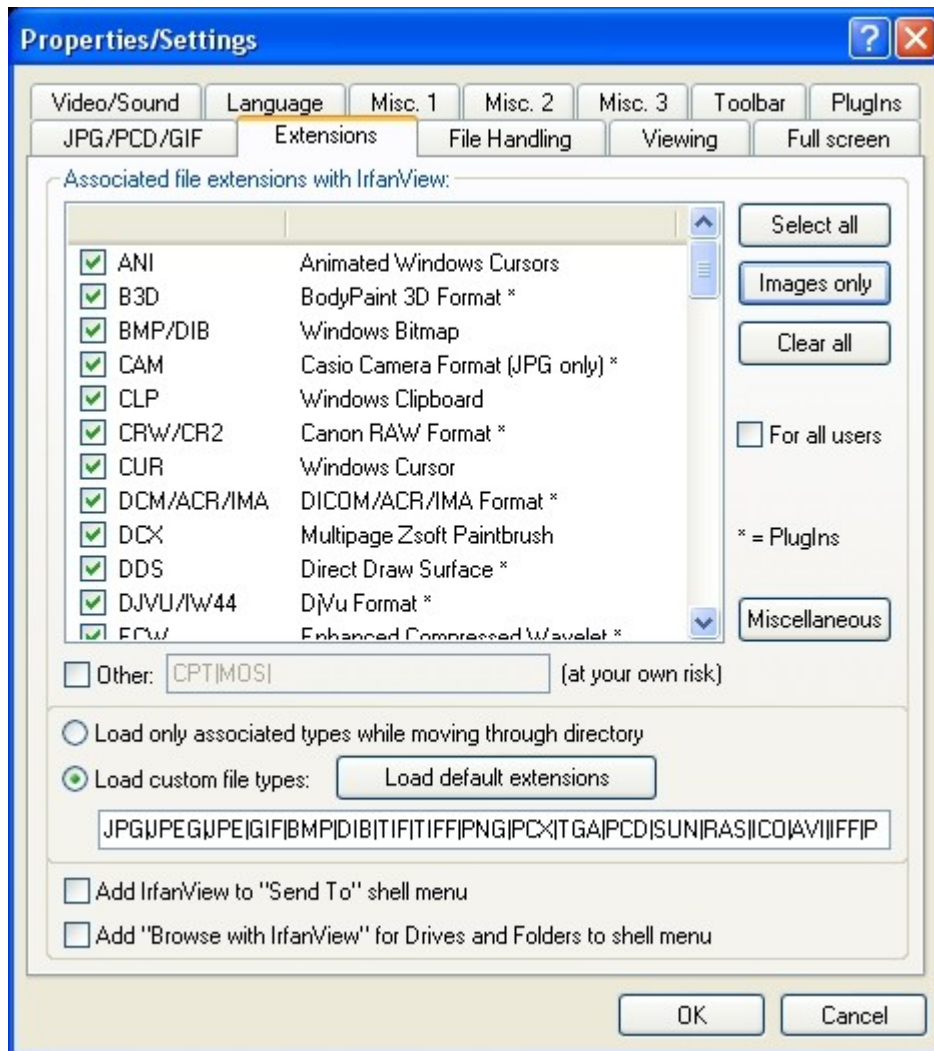 Properties/Settings
Video/Sound Language Misc. 1 Misc. 2 Misc. 3 Toolbar PlugIns
JPG/PCD/GIF Extensions File Handling Viewing Full screen
Associated file extensions with IrfanView:
Select all
ANI Animated Windows Cursors
B3D BodyPaint 3D Format *
Images only
BMP/DIB Windows Bitmap
Clear all
CAM Casio Camera Format (JPG only) *
CLP Windows Clipboard
CRW/CR2 Canon RAW Format *
For all users
CUR Windows Cursor
DCM/ACR/IMA DICOM/ACR/IMA Format *
DCX Multipage Zsoft Paintbrush
* = PlugIns
DDS Direct Draw Surface *
DJVU/IW44 DjVu Format *
Miscellaneous
ECW Enhanced Compressed Wavelet *
Other: CPT|MOS| (at your own risk)
Load only associated types while moving through directory
Load custom file types: Load default extensions
JPG|JPEG|JPE|GIF|BMP|DIB|TIF|TIFF|PNG|PCX|TGA|PCD|SUN|RAS|ICO|AVI|IFF|P
Add IrfanView to "Send To" shell menu
Add "Browse with IrfanView" for Drives and Folders to shell menu
OK Cancel